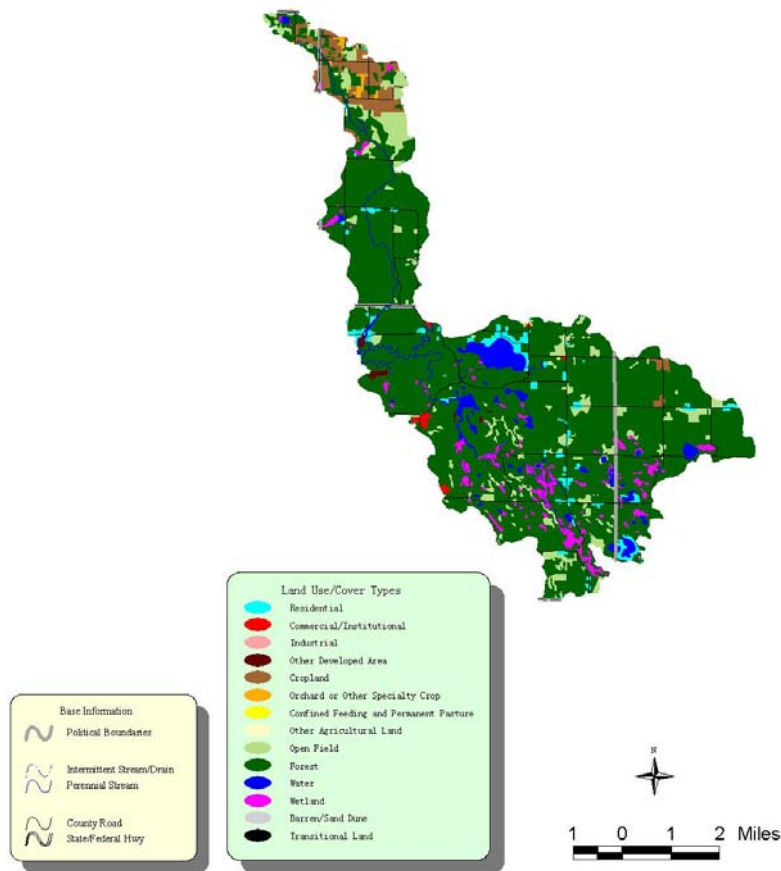 Land Use/Cover Types
Residential
Commercial/Institutional
Industrial
Other Developed Area
Cropland
Orchard or Other Specialty Crop
Confined Feeding and Permanent Pasture
Other Agricultural Land
Open Field
Forest
Water
Wetland
Barren/Sand Dune
Transitional Land
Base Information
Political Boundaries
Intermittent Stream/Drain
Perennial Stream
County Road
State/Federal Hwy
N
1 0 1 2 Miles